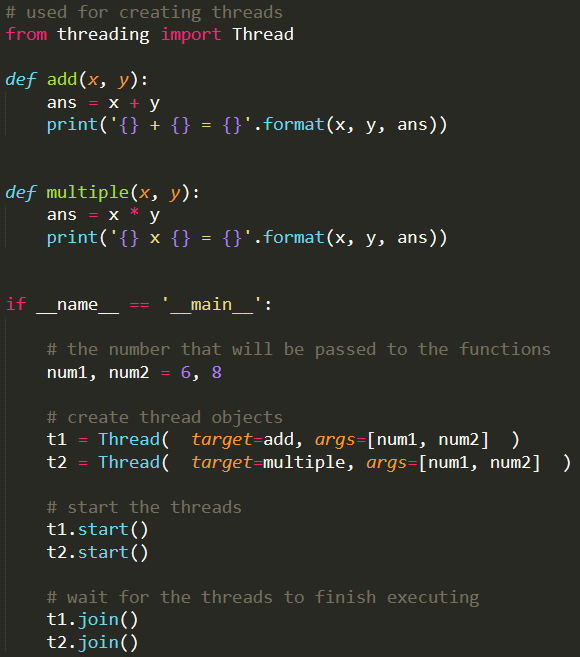 # used for creating threads
from threading import Thread

def add(x, y):
    ans = x + y
    print('{} + {} = {}'.format(x, y, ans))


def multiple(x, y):
    ans = x * y
    print('{} x {} = {}'.format(x, y, ans))


if __name__ == '__main__':

    # the number that will be passed to the functions
    num1, num2 = 6, 8

    # create thread objects
    t1 = Thread(  target=add, args=[num1, num2]  )
    t2 = Thread(  target=multiple, args=[num1, num2]  )

    # start the threads
    t1.start()
    t2.start()

    # wait for the threads to finish executing
    t1.join()
    t2.join()